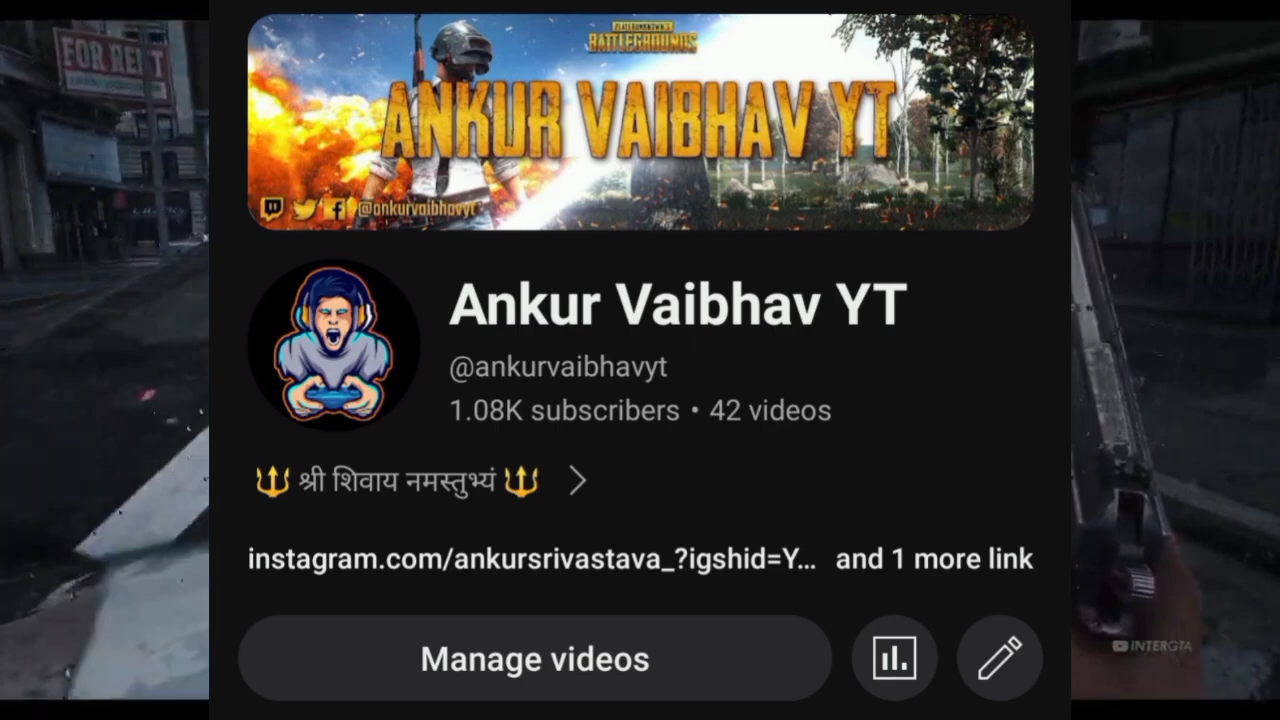 FOR RENT
PLAYERUNKNOWN'S
BATTLEGROUNDS
ANKUR VAIBHAV YT
@ankurvaibhavyt
Ankur Vaibhav YT
@ankurvaibhavyt
1.08K subscribers • 42 videos
🔱 श्री शिवाय नमस्तुभ्यं 🔱 >
instagram.com/ankursrivastava_?igshid=Y... and 1 more link
Manage videos
INTERGTA